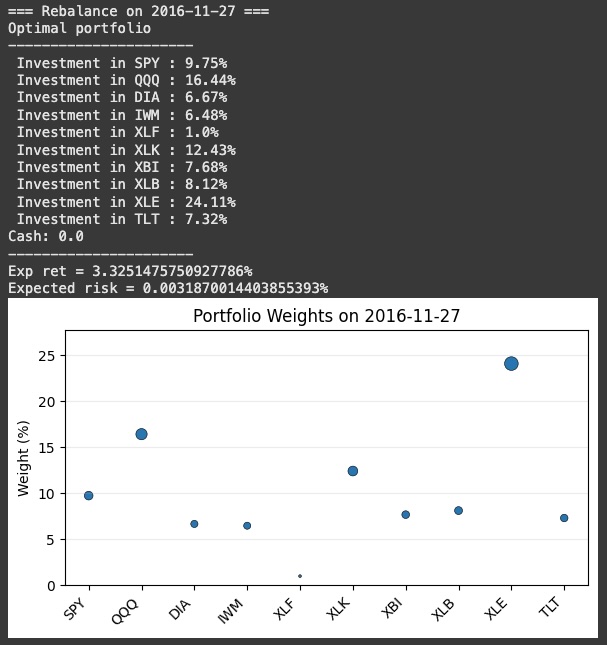 === Rebalance on 2016-11-27 ===
Optimal portfolio
----------------------
Investment in SPY : 9.75%
Investment in QQQ : 16.44%
Investment in DIA : 6.67%
Investment in IWM : 6.48%
Investment in XLF : 1.0%
Investment in XLK : 12.43%
Investment in XBI : 7.68%
Investment in XLB : 8.12%
Investment in XLE : 24.11%
Investment in TLT : 7.32%
Cash: 0.0
----------------------
Exp ret = 3.3251475750927786%
Expected risk = 0.0031870014403855393%
Portfolio Weights on 2016-11-27
Weight (%)
25
20
15
10
5
0
SPY
QQQ
DIA
IWM
XLF
XLK
XBI
XLB
XLE
TLT